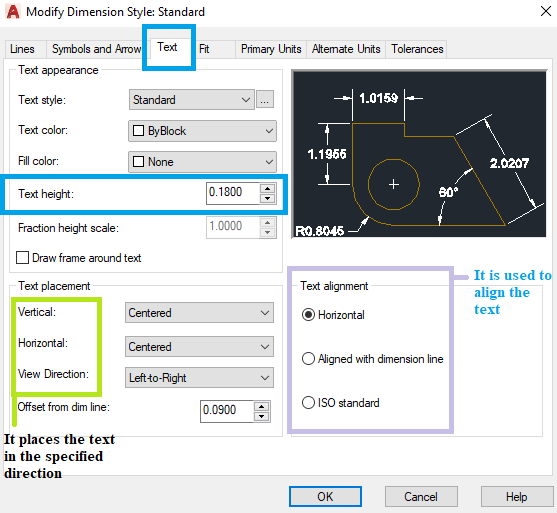 Modify Dimension Style: Standard
Lines Symbols and Arrow Text Fit Primary Units Alternate Units Tolerances
Text appearance
Text style: Standard ...
Text color: ByBlock
Fill color: None
Text height: 0.1800
Fraction height scale: 1.0000
Draw frame around text
1.0159
1.1955
2.0207
60°
R0.8045
Text placement
Vertical: Centered
Horizontal: Centered
View Direction: Left-to-Right
Offset from dim line: 0.0900
It places the text
in the specified
direction
Text alignment
Horizontal
Aligned with dimension line
ISO standard
It is used to
align the
text
OK Cancel Help